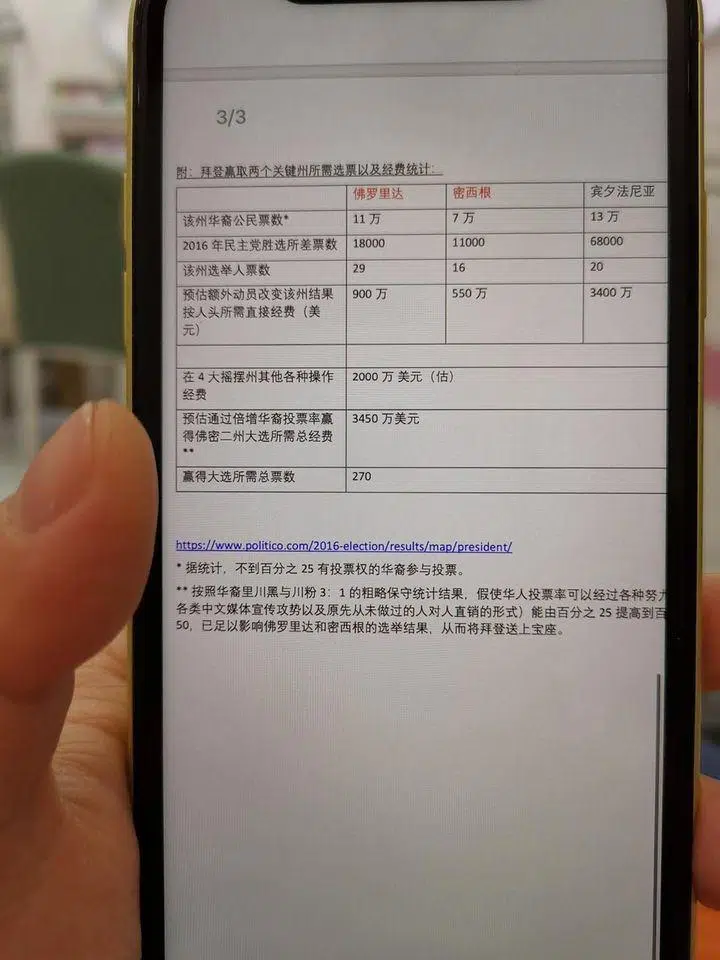 3/3
附：拜登赢取两个关键州所需选票以及经费统计：
佛罗里达 密西根 宾夕法尼亚
该州华裔公民票数* 11 万 7 万 13 万
2016 年民主党胜选所差票数 18000 11000 68000
该州选举人票数 29 16 20
预估额外动员改变该州结果 900 万 550 万 3400 万
按人头所需直接经费（美
元）
在 4 大摇摆州其他各种操作 2000 万 美元（估）
经费
预估通过倍增华裔投票率赢 3450 万美元
得佛密二州大选所需总经费
**
赢得大选所需总票数 270
https://www.politico.com/2016-election/results/map/president/
* 据统计，不到百分之 25 有投票权的华裔参与投票。
** 按照华裔里川黑与川粉 3：1 的粗略保守统计结果，假使华人投票率可以经过各种努力
各类中文媒体宣传攻势以及原先从未做过的人对人直销的形式）能由百分之 25 提高到百
50，已足以影响佛罗里达和密西根的选举结果，从而将拜登送上宝座。